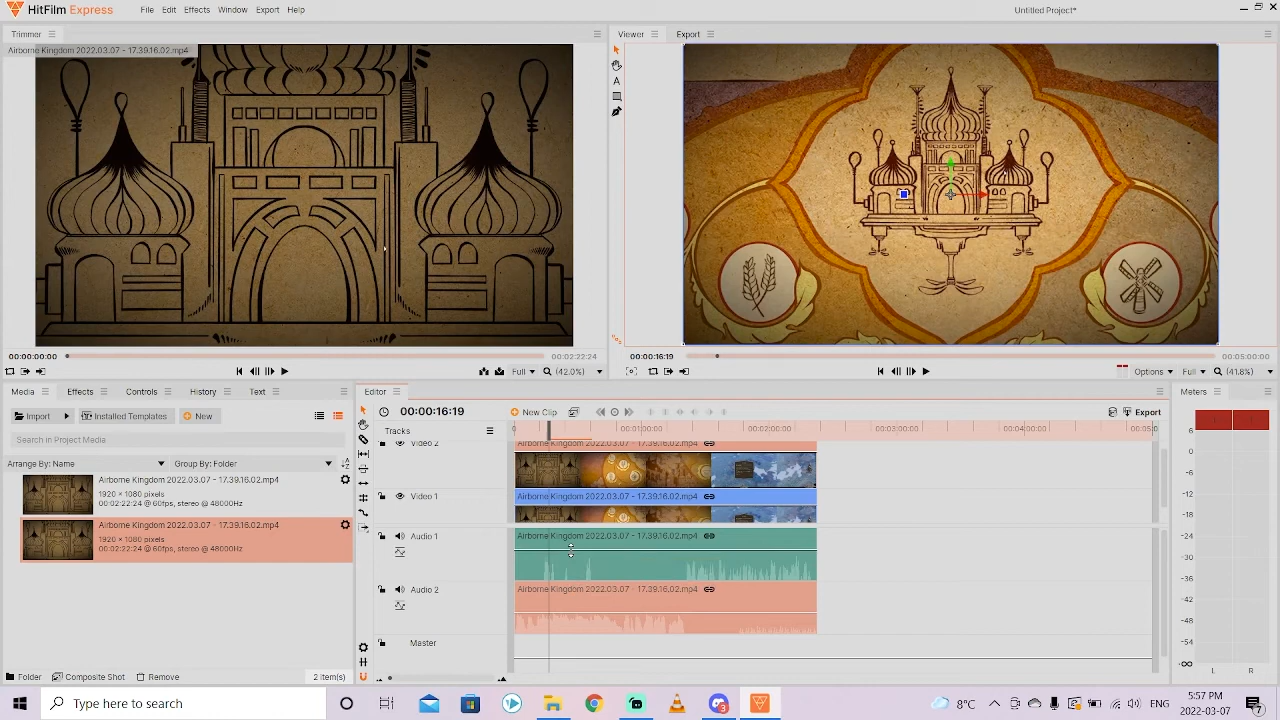 HitFilm Express File Edit Effects Window Export Help Untitled Project*
Trimmer Viewer Export
Airborne Kingdom 2022.03.07 - 17.39.16.02.mp4
00:00:00:00 00:02:22:24 00:00:16:19 00:05:00:00
Full (42.0%) Options Full (41.8%)
Media Effects Controls History Text Editor Meters
Import Installed Templates New 00:00:16:19 New Clip Export
Search in Project Media Tracks 0 00:01:00:00 00:02:00:00 00:03:00:00 00:04:00:00 00:05:0
Arrange By: Name Group By: Folder
Video 2 Airborne Kingdom 2022.03.07 - 17.39.16.02.mp4
Airborne Kingdom 2022.03.07 - 17.39.16.02.mp4
1920 × 1080 pixels
00:02:22:24 @ 60fps, stereo @ 48000Hz
Video 1 Airborne Kingdom 2022.03.07 - 17.39.16.02.mp4
Airborne Kingdom 2022.03.07 - 17.39.16.02.mp4
1920 × 1080 pixels
00:02:22:24 @ 60fps, stereo @ 48000Hz
Audio 1 Airborne Kingdom 2022.03.07 - 17.39.16.02.mp4
Audio 2 Airborne Kingdom 2022.03.07 - 17.39.16.02.mp4
Master
6
0
-6
-12
-18
-24
-30
-36
-42
-48
-54
-∞ L R
Folder Composite Shot Remove 2 item(s)
Type here to search 3 8°C ENG 5:57 PM
2022-03-07 7